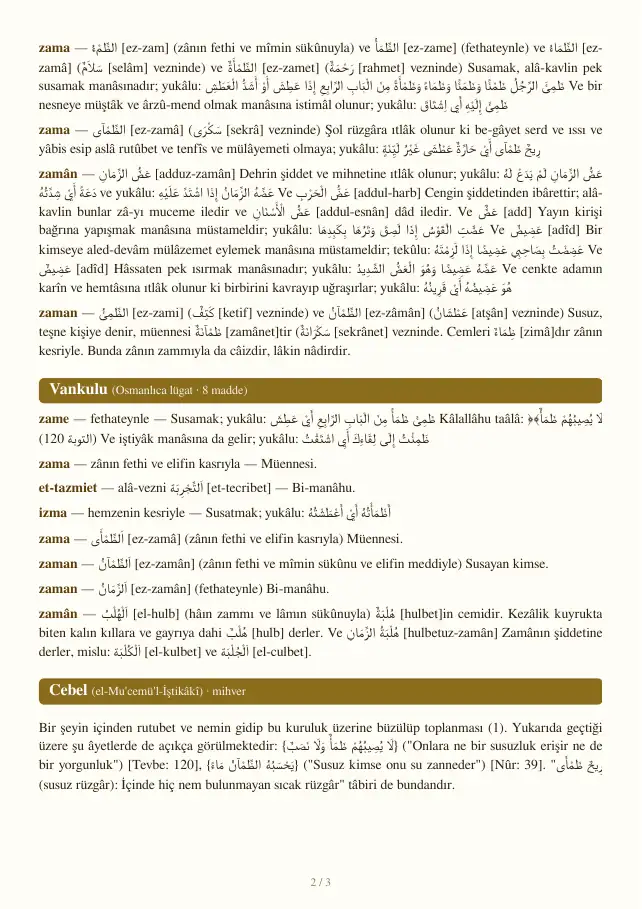 zama — الظَّمْءُ [ez-zam] (zânın fethi ve mîmin sükûnuyla) ve الظَّمَأُ [ez-zame] (fethateynle) ve الظَّمَاءُ [ez-
zamâ] (سَلَامٌ [selâm] vezninde) ve الظَّمْأَةُ [ez-zamet] (رَحْمَةٌ [rahmet] vezninde) Susamak, alâ-kavlin pek
susamak manâsınadır; yukâlu: ظَمِئَ الرَّجُلُ ظَمْئًا وَظَمَئًا وَظَمَاءً وَظَمْأَةً مِنَ الْبَابِ الرَّابِعِ إِذَا عَطِشَ أَوْ أَشَدُّ الْعَطَشِ Ve bir
nesneye müştâk ve ârzû-mend olmak manâsına istimâl olunur; yukâlu: ظَمِئَ إِلَيْهِ أَيِ اشْتَاقَ
zama — الظَّمْأَى [ez-zamâ] (سَكْرَى [sekrâ] vezninde) Şol rüzgâra ıtlâk olunur ki be-gâyet serd ve ıssı ve
yâbis esip aslâ rutûbet ve tenfîs ve mülâyemeti olmaya; yukâlu: رِيحٌ ظَمْأَى أَيْ حَارَّةٌ عَطْشَى غَيْرُ لَيِّنَةٍ
zamân — عَضُّ الزَّمَانِ [adduz-zamân] Dehrin şiddet ve mihnetine ıtlâk olunur; yukâlu: عَضُّ الزَّمَانِ لَمْ يَدَعْ لَهُ
دَعَةً أَيْ شِدَّتُهُ ve yukâlu: عَضَّهُ الزَّمَانُ إِذَا اشْتَدَّ عَلَيْهِ Ve عَضُّ الْحَرْبِ [addul-harb] Cengin şiddetinden ibârettir; alâ-
kavlin bunlar zâ-yı muceme iledir ve عَضُّ الْأَسْنَانِ [addul-esnân] dâd iledir. Ve عَضٌّ [add] Yayın kirişi
bağrına yapışmak manâsına müstameldir; yukâlu: عَضَّتِ الْقَوْسُ إِذَا لَصِقَ وَتَرُهَا بِكَبِدِهَا Ve عَضِيضٌ [adîd] Bir
kimseye aled-devâm mülâzemet eylemek manâsına müstameldir; tekûlu: عَضِضْتُ بِصَاحِبِي عَضِيضًا إِذَا لَزِمْتَهُ Ve
عَضِيضٌ [adîd] Hâssaten pek ısırmak manâsınadır; yukâlu: عَضَّهُ عَضِيضًا وَهُوَ الْعَضُّ الشَّدِيدُ Ve cenkte adamın
karîn ve hemtâsına ıtlâk olunur ki birbirini kavrayıp uğraşırlar; yukâlu: هُوَ عَضِيضُهُ أَيْ قَرِينُهُ
zaman — الظَّمِئُ [ez-zami] (كَتِفٌ [ketif] vezninde) ve الظَّمْآنُ [ez-zâmân] (عَطْشَانُ [atşân] vezninde) Susuz,
teşne kişiye denir, müennesi ظَمْآنَةٌ [zamânet]tir (سَكْرَانَةٌ [sekrânet] vezninde. Cemleri ظِمَاءٌ [zimâ]dır zânın
kesriyle. Bunda zânın zammıyla da câizdir, lâkin nâdirdir.
Vankulu (Osmanlıca lügat · 8 madde)
zame — fethateynle — Susamak; yukâlu: ظَمِئَ ظَمَأً مِنَ الْبَابِ الرَّابِعِ أَيْ عَطِشَ Kâlallâhu taâlâ: ﴿لَا يُصِيبُهُمْ ظَمَأٌ﴾
(التوبة 120) Ve iştiyâk manâsına da gelir; yukâlu: ظَمِئْتُ إِلَى لِقَاءِكَ أَيِ اشْتَقْتُ
zama — zânın fethi ve elifin kasrıyla — Müennesi.
et-tazmiet — alâ-vezni اَلتَّجْرِبَة [et-tecribet] — Bi-manâhu.
izma — hemzenin kesriyle — Susatmak; yukâlu: أَظْمَأْتُهُ أَيْ أَعْطَشْتُهُ
zama — اَلظَّمْأَى [ez-zamâ] (zânın fethi ve elifin kasrıyla) Müennesi.
zaman — اَلظَّمْآنُ [ez-zamân] (zânın fethi ve mîmin sükûnu ve elifin meddiyle) Susayan kimse.
zaman — اَلزَّمَانُ [ez-zamân] (fethateynle) Bi-manâhu.
zamân — اَلْهُلْبُ [el-hulb] (hâın zammı ve lâmın sükûnuyla) هُلْبَةٌ [hulbet]in cemidir. Kezâlik kuyrukta
biten kalın kıllara ve gayrıya dahi هُلْبٌ [hulb] derler. Ve هُلْبَةُ الزَّمَانِ [hulbetuz-zamân] Zamânın şiddetine
derler, mislu: اَلْكُلْبَة [el-kulbet] ve اَلْجُلْبَة [el-culbet].
Cebel (el-Mu'cemü'l-İştikâkî) · mihver
Bir şeyin içinden rutubet ve nemin gidip bu kuruluk üzerine büzülüp toplanması (1). Yukarıda geçtiği
üzere şu âyetlerde de açıkça görülmektedir: {لَا يُصِيبُهُمْ ظَمَأٌ وَلَا نَصَبٌ} ("Onlara ne bir susuzluk erişir ne de
bir yorgunluk") [Tevbe: 120], {يَحْسَبُهُ الظَّمْآنُ مَاءً} ("Susuz kimse onu su zanneder") [Nûr: 39]. "رِيحٌ ظَمْأَى
(susuz rüzgâr): İçinde hiç nem bulunmayan sıcak rüzgâr" tâbiri de bundandır.
2 / 3